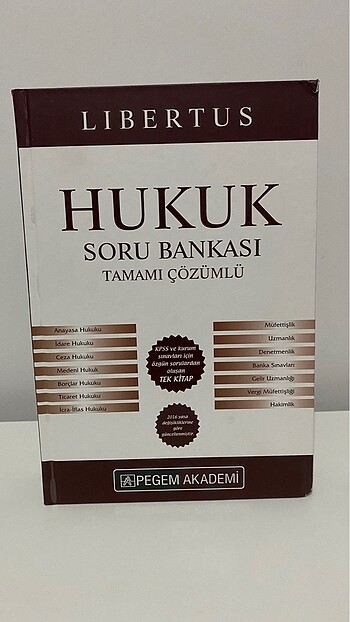 LIBERTUS
HUKUK
SORU BANKASI
TAMAMI ÇÖZÜMLÜ
Anayasa Hukuku
İdare Hukuku
Ceza Hukuku
Medeni Hukuk
Borçlar Hukuku
Ticaret Hukuku
İcra-İflas Hukuku
KPSS ve kurum
sınavları için
özgün sorulardan
oluşan
TEK KİTAP
2016 yasa
değişikliklerine
göre
güncellenmiştir.
Müfettişlik
Uzmanlık
Denetmenlik
Banka Sınavları
Gelir Uzmanlığı
Vergi Müfettişliği
Hakimlik
PEGEM AKADEMİ